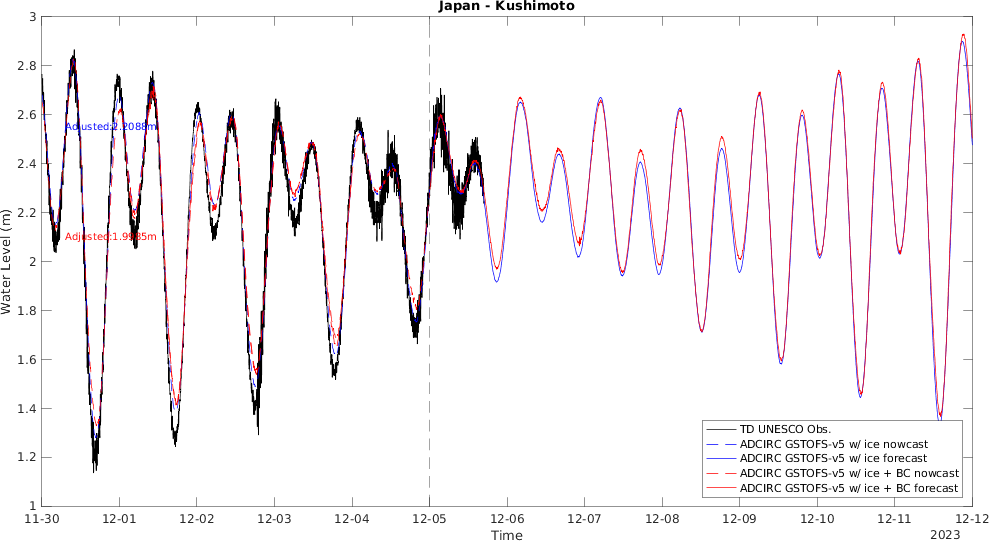 Japan - Kushimoto
3
2.8
2.6
2.4
2.2
2
1.8
1.6
1.4
1.2
1
Water Level (m)
Adjusted:2.2088m
Adjusted:1.9985m
TD UNESCO Obs.
ADCIRC GSTOFS-v5 w/ ice nowcast
ADCIRC GSTOFS-v5 w/ ice forecast
ADCIRC GSTOFS-v5 w/ ice + BC nowcast
ADCIRC GSTOFS-v5 w/ ice + BC forecast
11-30 12-01 12-02 12-03 12-04 12-05 12-06 12-07 12-08 12-09 12-10 12-11 12-12
Time
2023